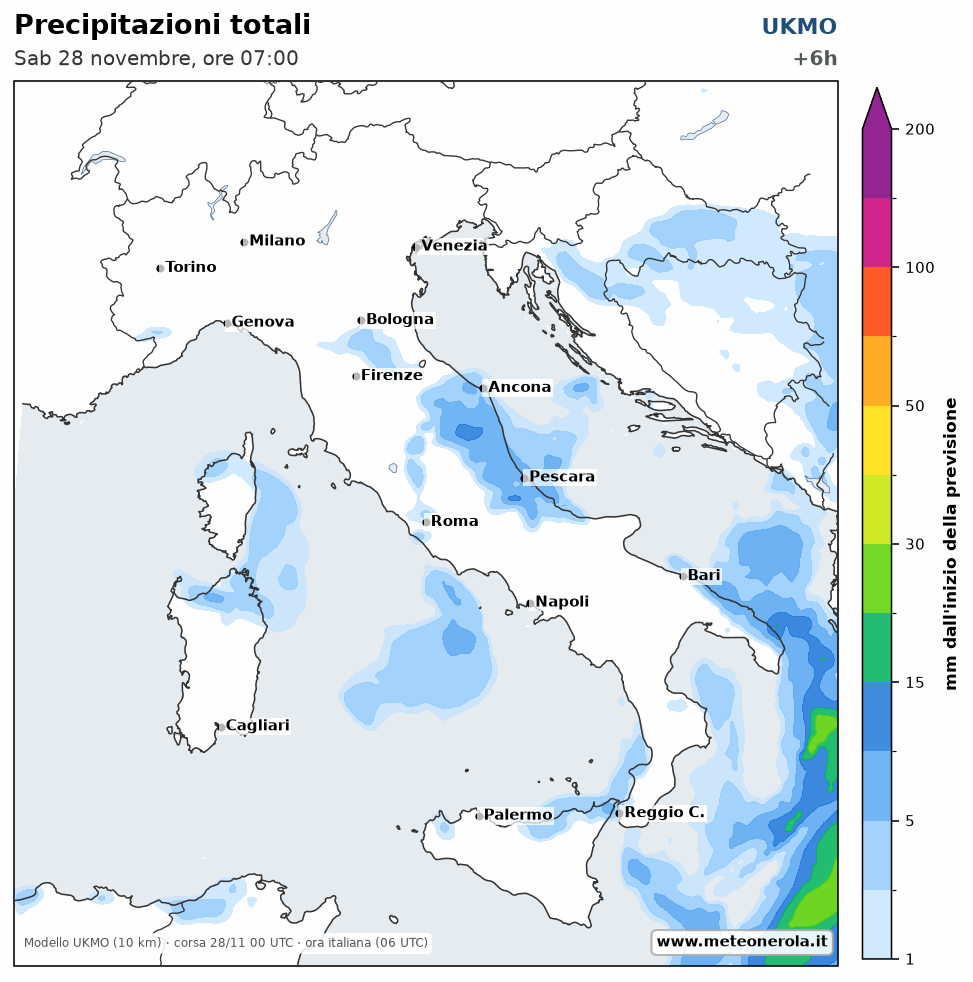 Precipitazioni totali
UKMO
Sab 28 novembre, ore 07:00
+6h
200
100
50
30
15
5
1
mm dall'inizio della previsione
Milano
Venezia
Torino
Genova
Bologna
Firenze
Ancona
Pescara
Roma
Bari
Napoli
Cagliari
Palermo
Reggio C.
Modello UKMO (10 km) · corsa 28/11 00 UTC · ora italiana (06 UTC)
www.meteonerola.it